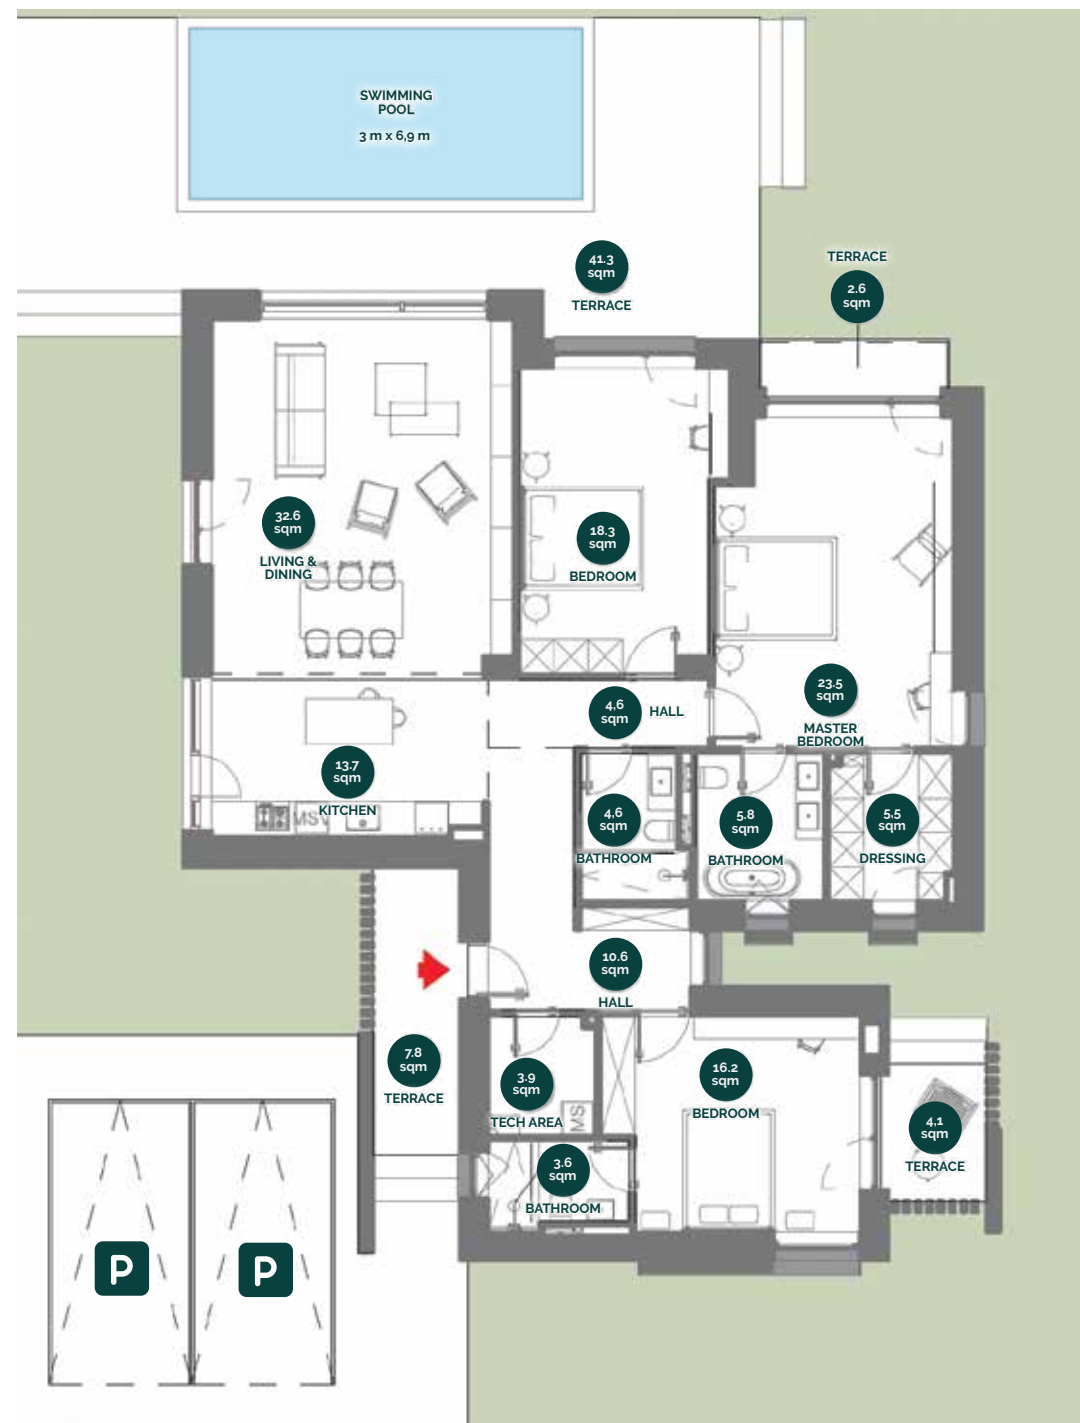 SWIMMING
POOL
3 m x 6,9 m
41.3
sqm
TERRACE
TERRACE
2.6
sqm
32.6
sqm
LIVING &
DINING
18.3
sqm
BEDROOM
23.5
sqm
MASTER
BEDROOM
4,6
sqm
HALL
13.7
sqm
KITCHEN
MSV
4,6
sqm
BATHROOM
5.8
sqm
BATHROOM
5,5
sqm
DRESSING
10.6
sqm
HALL
7.8
sqm
TERRACE
3.9
sqm
TECH AREA
MS
16.2
sqm
BEDROOM
4,1
sqm
TERRACE
3.6
sqm
BATHROOM
P
P